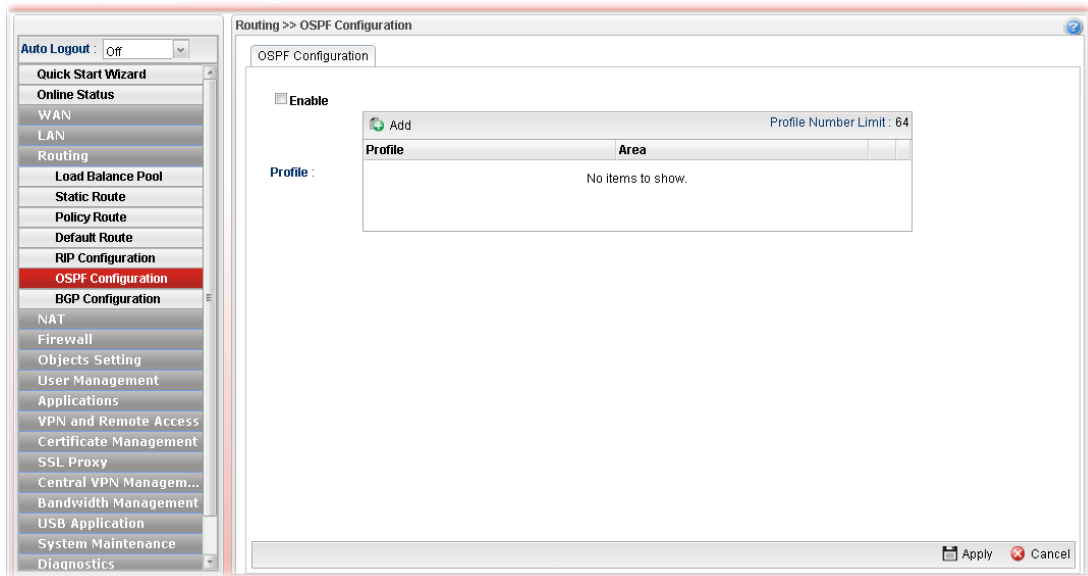 Routing >> OSPF Configuration
Auto Logout : Off
Quick Start Wizard
Online Status
WAN
LAN
Routing
Load Balance Pool
Static Route
Policy Route
Default Route
RIP Configuration
OSPF Configuration
BGP Configuration
NAT
Firewall
Objects Setting
User Management
Applications
VPN and Remote Access
Certificate Management
SSL Proxy
Central VPN Managem...
Bandwidth Management
USB Application
System Maintenance
Diagnostics
OSPF Configuration
Enable
Add Profile Number Limit : 64
Profile Area
Profile :
No items to show.
Apply Cancel